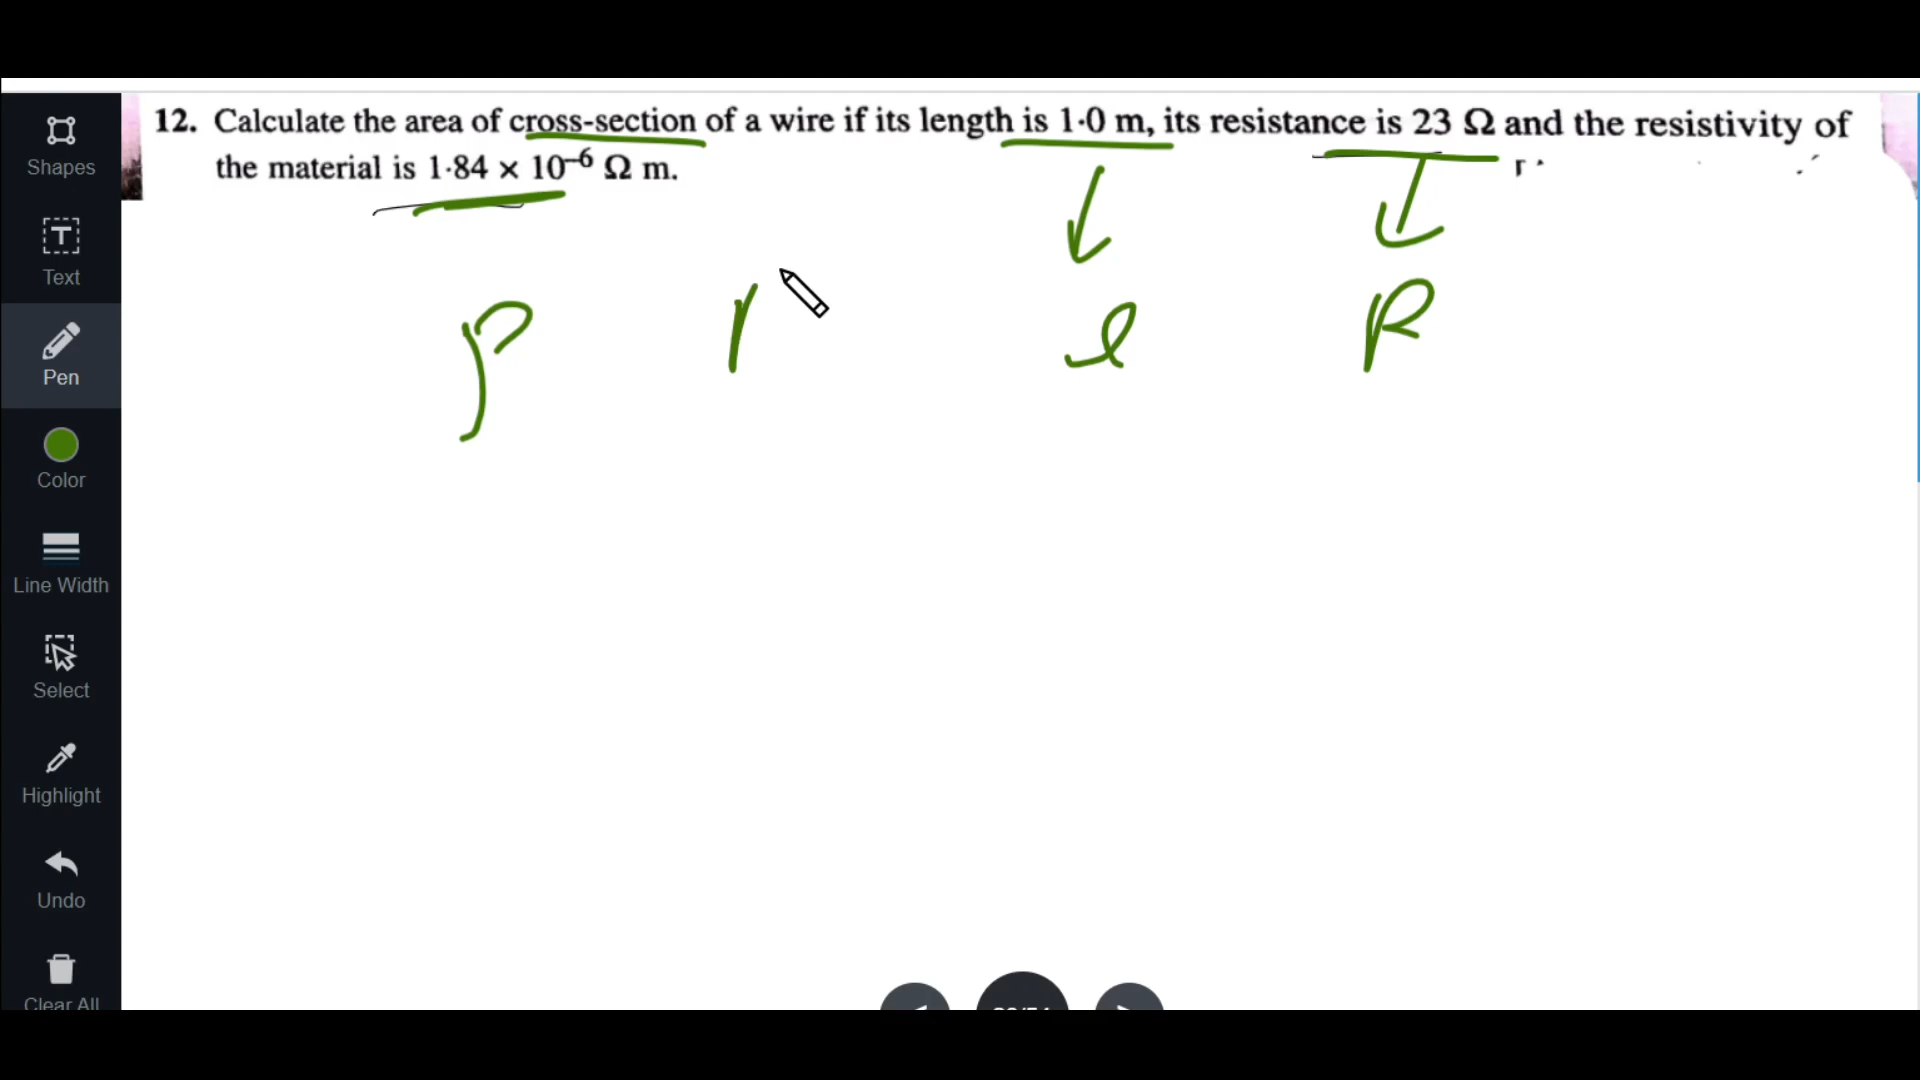 12. Calculate the area of cross-section of a wire if its length is 1·0 m, its resistance is 23 Ω and the resistivity of
the material is 1·84 × 10⁻⁶ Ω m.
ρ l R
Shapes
Text
Pen
Color
Line Width
Select
Highlight
Undo
Clear All